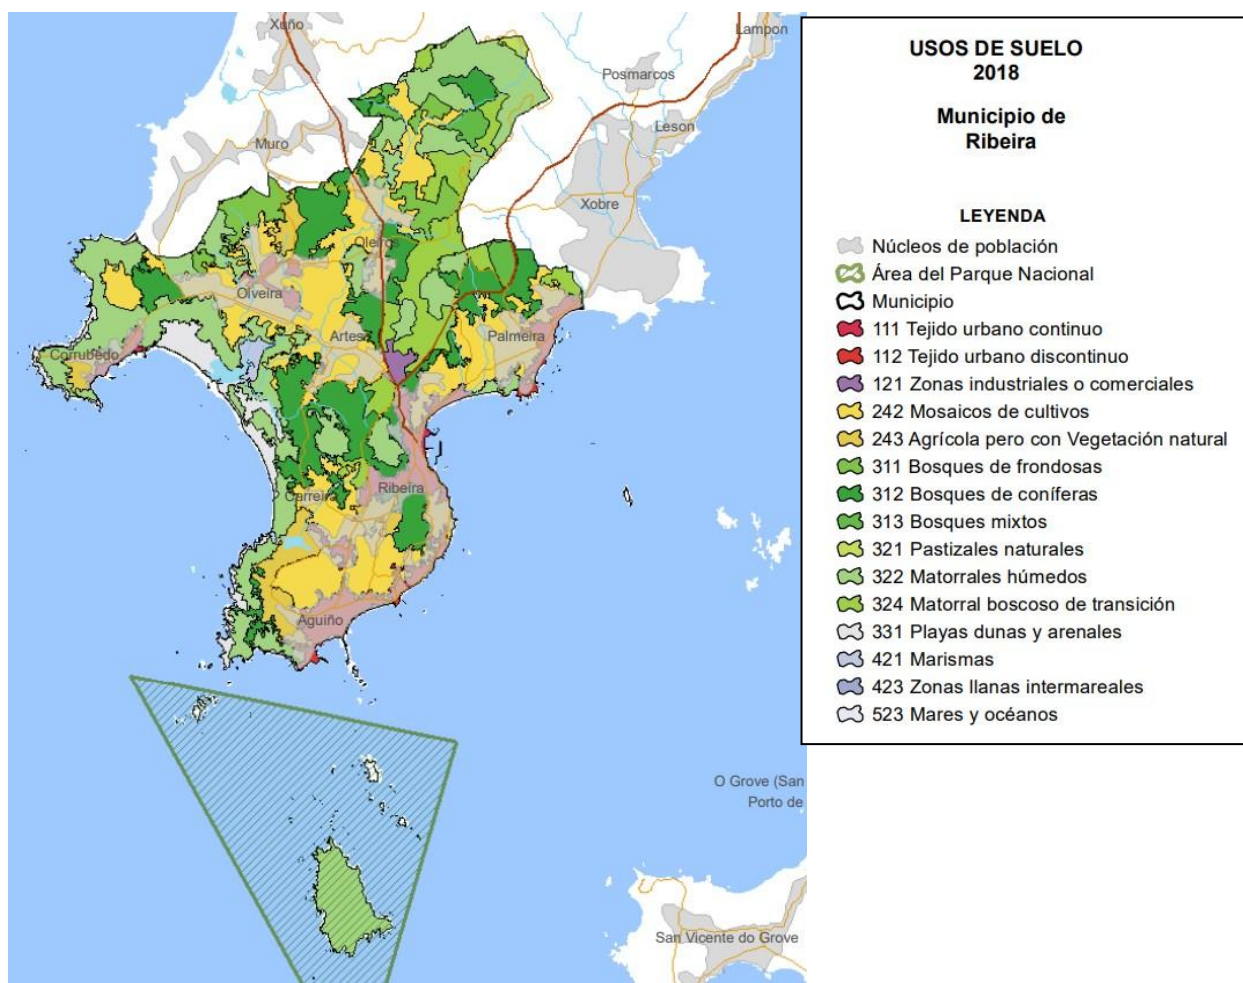 Xuño
Lampon
Posmarcos
Leson
Muro
Xobre
Oleiros
Olveira
Artes
Palmeira
Corrubedo
Ribeira
Carreira
Aguiño
O Grove (San
Porto de
San Vicente do Grove
USOS DE SUELO
2018
Municipio de
Ribeira
LEYENDA
Núcleos de población
Área del Parque Nacional
Municipio
111 Tejido urbano continuo
112 Tejido urbano discontinuo
121 Zonas industriales o comerciales
242 Mosaicos de cultivos
243 Agrícola pero con Vegetación natural
311 Bosques de frondosas
312 Bosques de coníferas
313 Bosques mixtos
321 Pastizales naturales
322 Matorrales húmedos
324 Matorral boscoso de transición
331 Playas dunas y arenales
421 Marismas
423 Zonas llanas intermareales
523 Mares y océanos